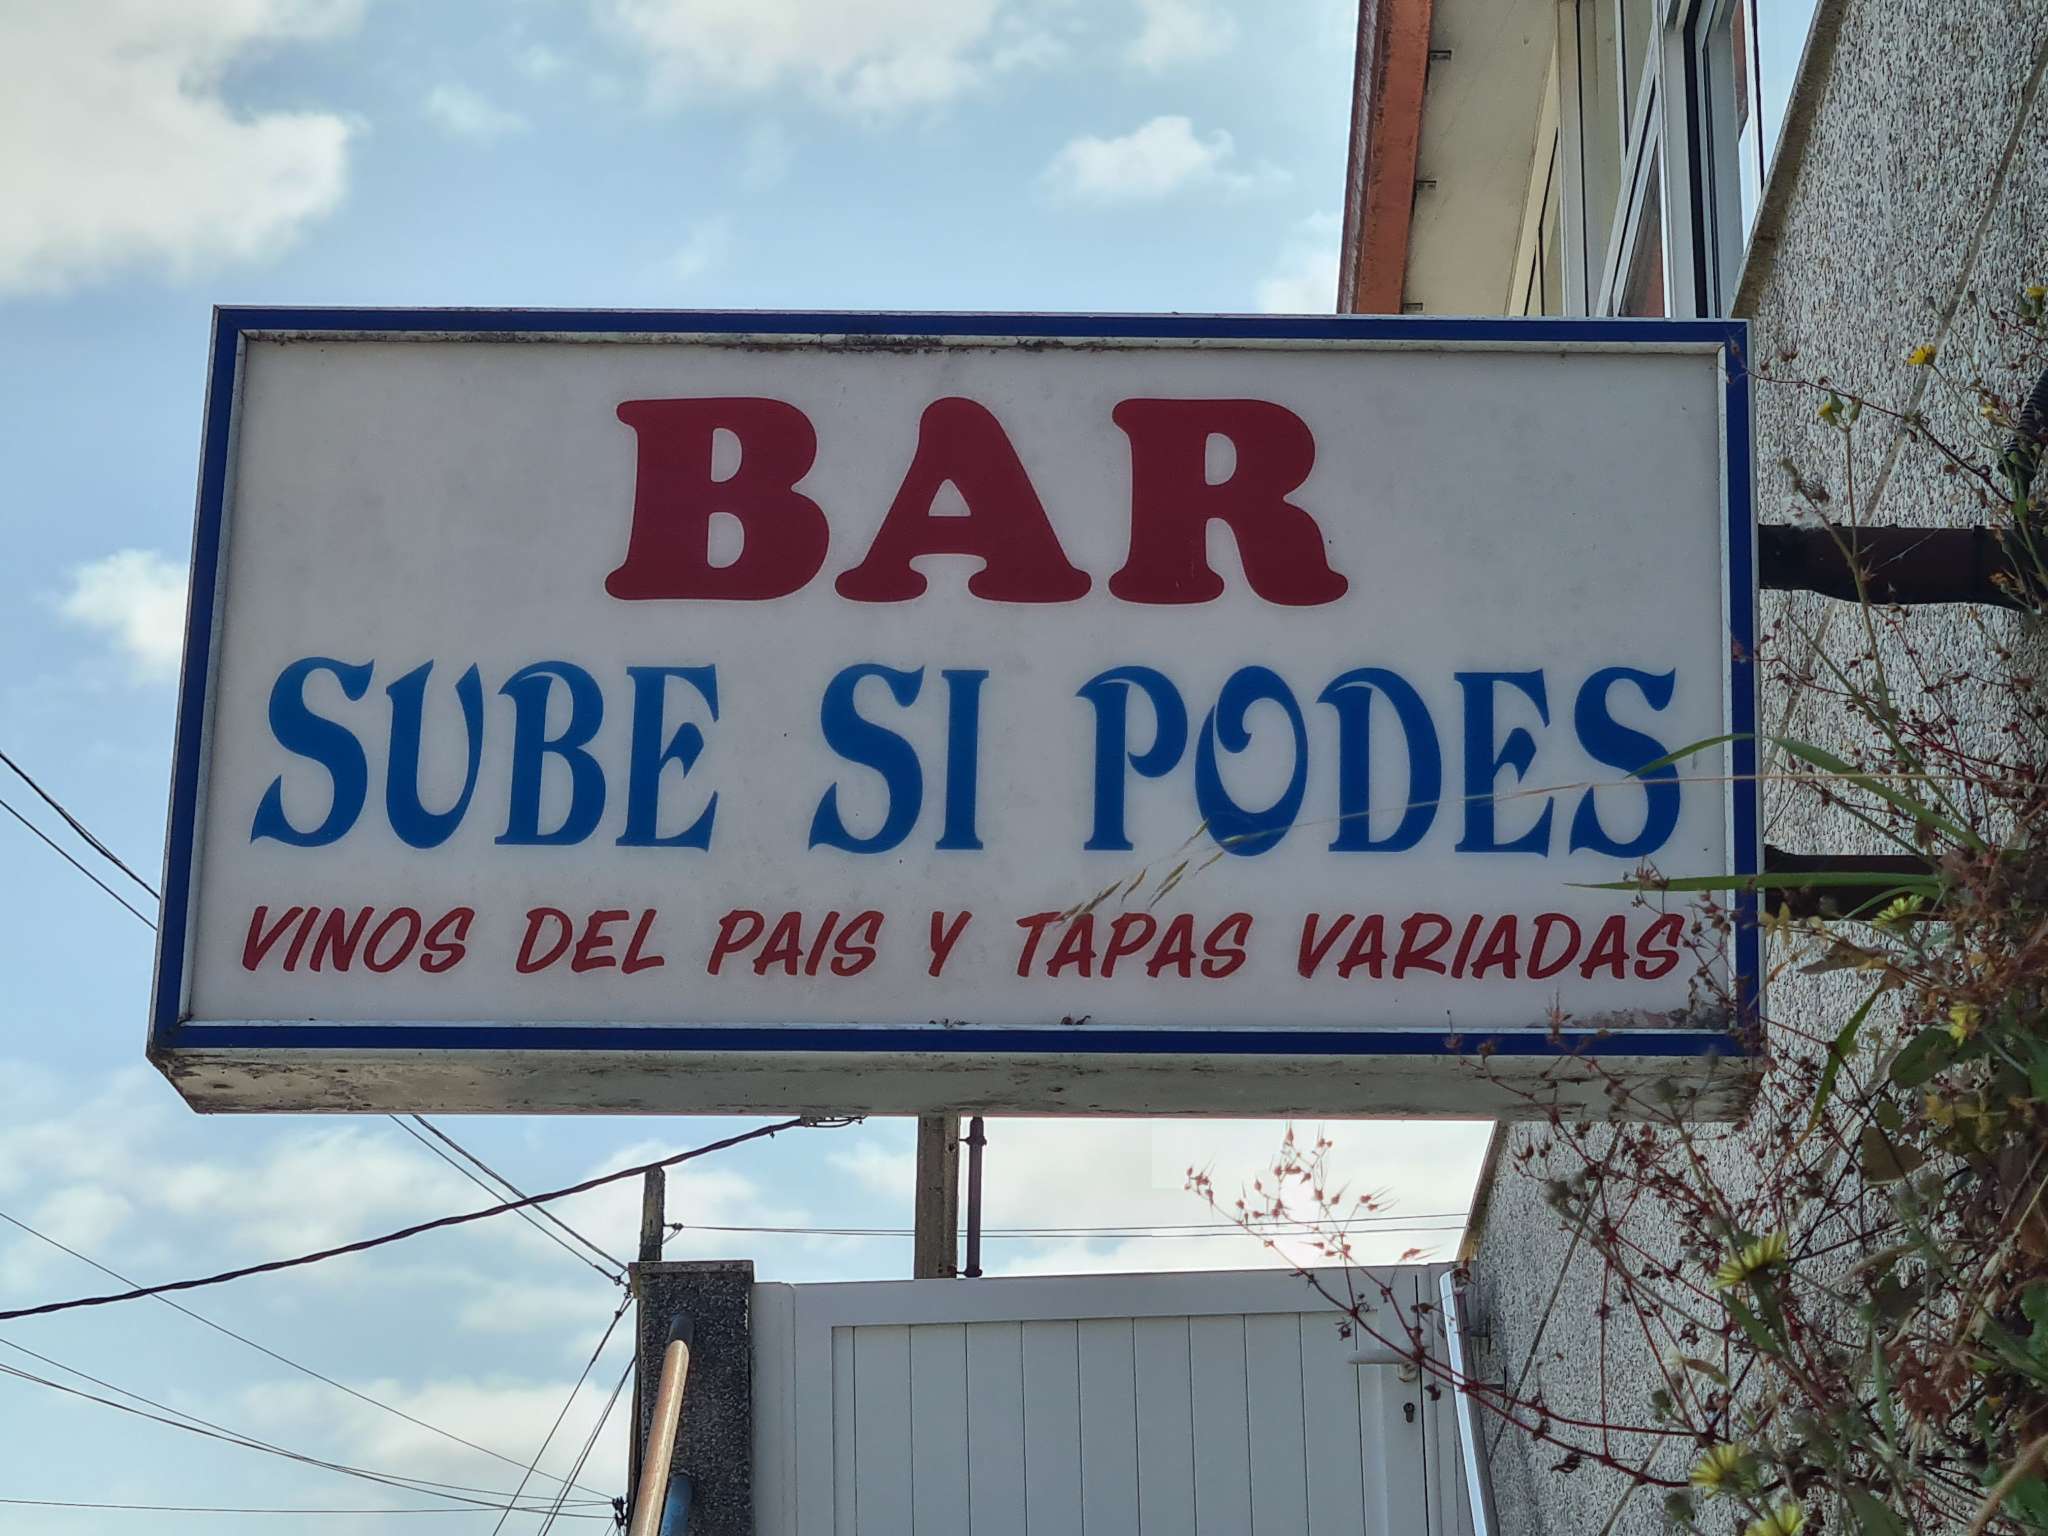 BAR
SUBE SI PODES
VINOS DEL PAIS Y TAPAS VARIADAS